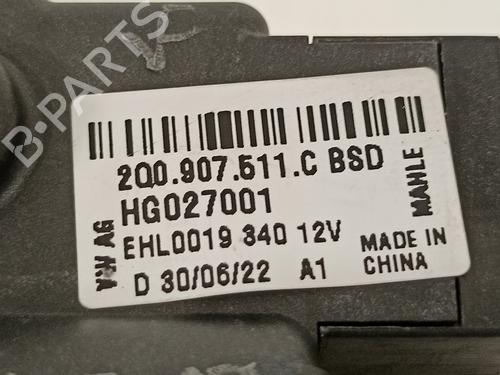 B-PARTS
2Q0.907.511.C BSD
HG027001
EHL0019 340 12V
D 30/06/22 A1
MADE IN
CHINA
VW AG
MAHLE